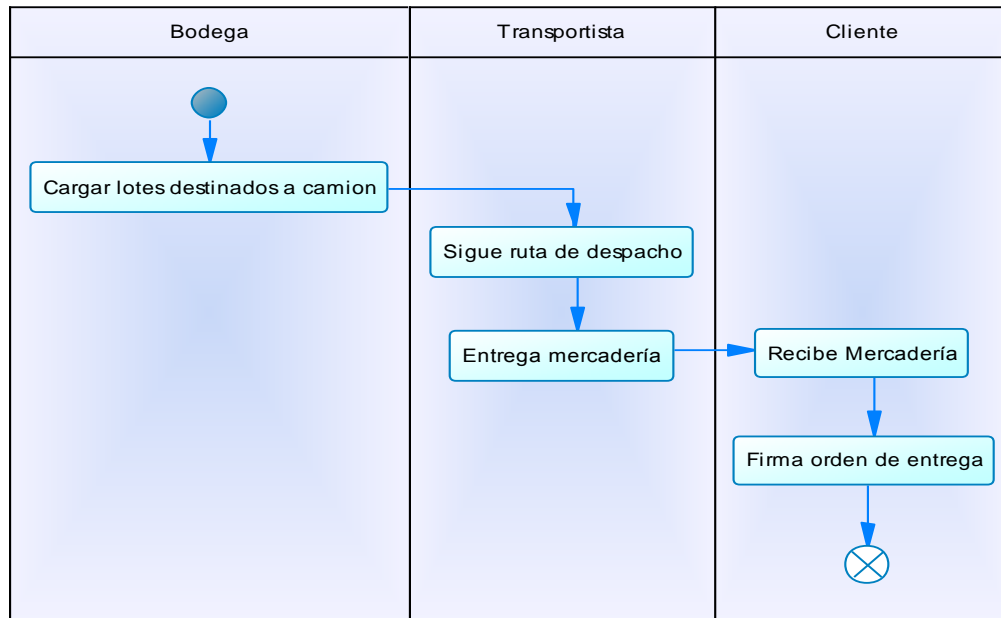 Bodega
Transportista
Cliente
Cargar lotes destinados a camion
Sigue ruta de despacho
Entrega mercadería
Recibe Mercadería
Firma orden de entrega